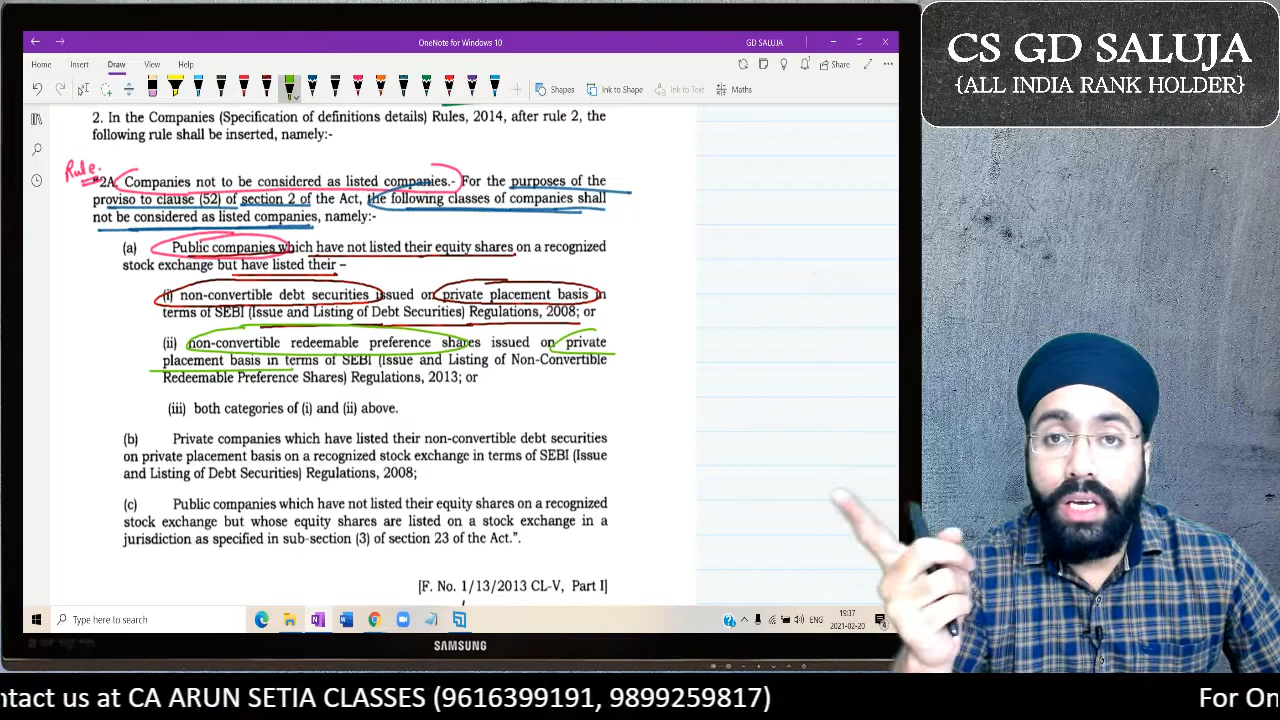 OneNote for Windows 10
GD SALUJA
Home Insert Draw View Help
Share
Shapes
Ink to Shape
Ink to Text
Maths
2. In the Companies (Specification of definitions details) Rules, 2014, after rule 2, the
following rule shall be inserted, namely:-
Rule.
"2A Companies not to be considered as listed companies.- For the purposes of the
proviso to clause (52) of section 2 of the Act, the following classes of companies shall
not be considered as listed companies, namely:-
(a) Public companies which have not listed their equity shares on a recognized
stock exchange but have listed their –
(i) non-convertible debt securities issued on private placement basis in
terms of SEBI (Issue and Listing of Debt Securities) Regulations, 2008; or
(ii) non-convertible redeemable preference shares issued on private
placement basis in terms of SEBI (Issue and Listing of Non-Convertible
Redeemable Preference Shares) Regulations, 2013; or
(iii) both categories of (i) and (ii) above.
(b) Private companies which have listed their non-convertible debt securities
on private placement basis on a recognized stock exchange in terms of SEBI (Issue
and Listing of Debt Securities) Regulations, 2008;
(c) Public companies which have not listed their equity shares on a recognized
stock exchange but whose equity shares are listed on a stock exchange in a
jurisdiction as specified in sub-section (3) of section 23 of the Act.".
[F. No. 1/13/2013 CL-V, Part I]
Type here to search
ENG
19:37
2021-02-20
SAMSUNG
CS GD SALUJA
{ALL INDIA RANK HOLDER}
ntact us at CA ARUN SETIA CLASSES (9616399191, 9899259817)
For On